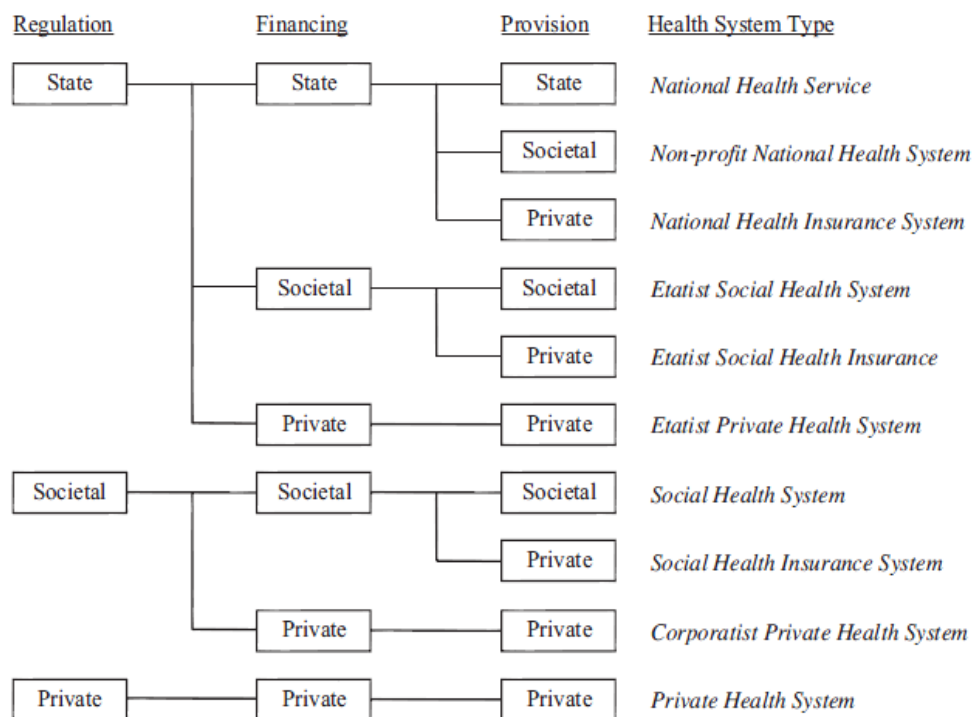 Regulation Financing Provision Health System Type
State State State National Health Service
Societal Non-profit National Health System
Private National Health Insurance System
Societal Societal Etatist Social Health System
Private Etatist Social Health Insurance
Private Private Etatist Private Health System
Societal Societal Societal Social Health System
Private Social Health Insurance System
Private Private Corporatist Private Health System
Private Private Private Private Health System